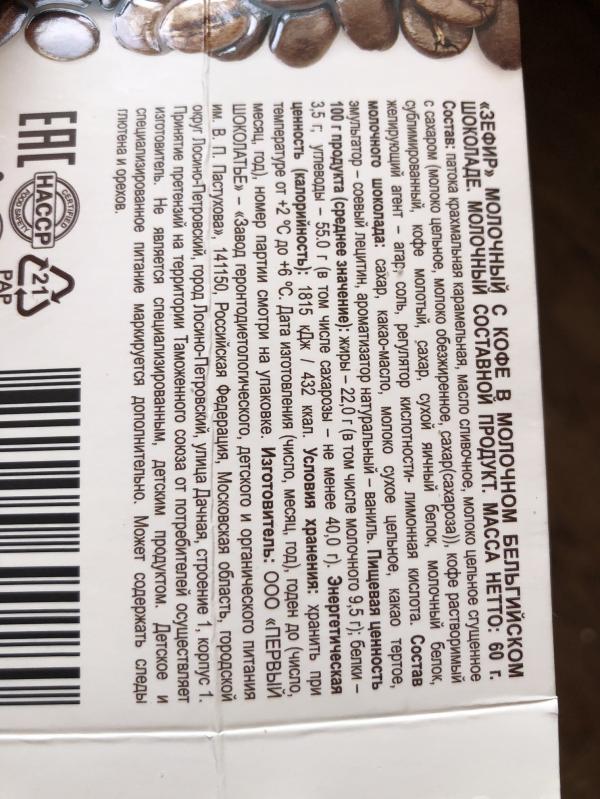 «ЗЕФИР» МОЛОЧНЫЙ С КОФЕ В МОЛОЧНОМ БЕЛЬГИЙСКОМ
ШОКОЛАДЕ. МОЛОЧНЫЙ СОСТАВНОЙ ПРОДУКТ. МАССА НЕТТО: 60 г.
Состав: патока крахмальная карамельная, масло сливочное, молоко цельное сгущенное
с сахаром (молоко цельное, молоко обезжиренное, сахар(сахароза)), кофе растворимый
сублимированный, кофе молотый, сахар, сухой яичный белок, молочный белок,
желирующий агент – агар, соль, регулятор кислотности- лимонная кислота. Состав
молочного шоколада: сахар, какао-масло, молоко сухое цельное, какао тертое,
эмульгатор – соевый лецитин, ароматизатор натуральный – ваниль. Пищевая ценность
100 г продукта (среднее значение): жиры – 22,0 г (в том числе молочного 9,5 г); белки –
3,5 г; углеводы – 55.0 г (в том числе сахарозы – не менее 40,0 г). Энергетическая
ценность (калорийность): 1815 кДж / 432 ккал. Условия хранения: хранить при
температуре от +2 °С до +6 °С. Дата изготовления (число, месяц, год), годен до (число,
месяц, год), номер партии смотри на упаковке. Изготовитель: ООО «ПЕРВЫЙ
ШОКОЛАТЬЕ» – «Завод геронтодиетологического, детского и органического питания
им. В. П. Пастухова», 141150, Российская Федерация, Московская область, городской
округ Лосино-Петровский, город Лосино-Петровский, улица Дачная, строение 1, корпус 1.
Принятие претензий на территории Таможенного союза от потребителей осуществляет
изготовитель. Не является специализированным, детским продуктом. Детское и
специализированное питание маркируется дополнительно. Может содержать следы
глютена и орехов.
EAC
CERTIFIED
HACCP
FOOD SAFETY
21
PAP